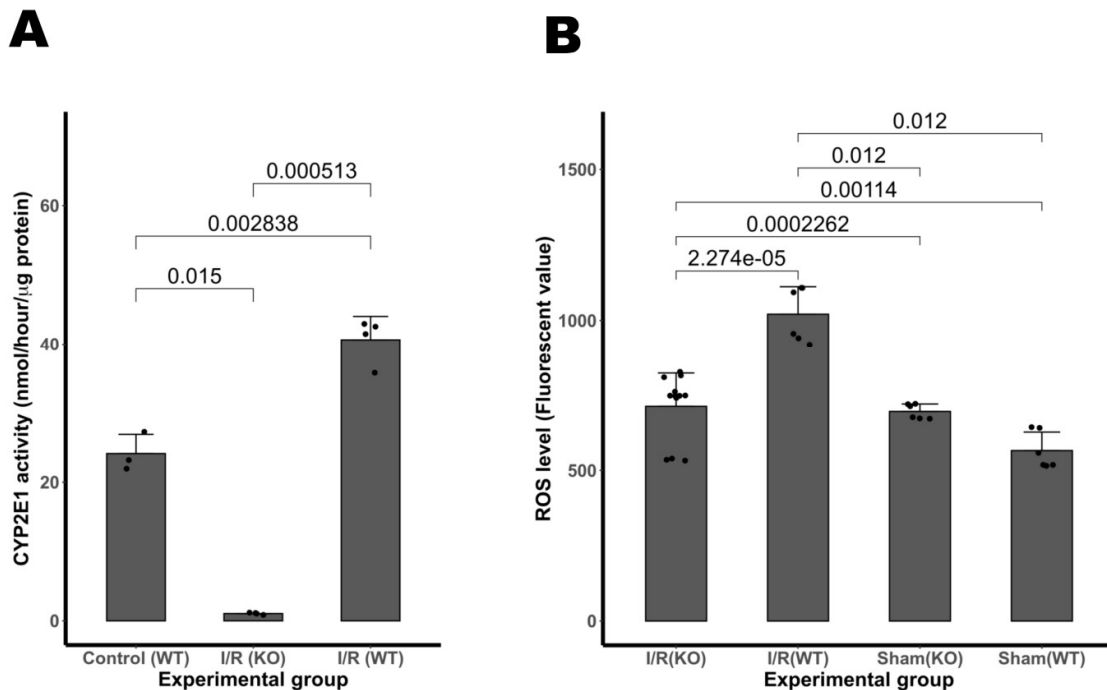 A
CYP2E1 activity (nmol/hour/µg protein)
60
40
20
0
0.000513
0.002838
0.015
Control (WT)
I/R (KO)
I/R (WT)
Experimental group
B
ROS level (Fluorescent value)
1500
1000
500
0
0.012
0.012
0.00114
0.0002262
2.274e-05
I/R(KO)
I/R(WT)
Sham(KO)
Sham(WT)
Experimental group